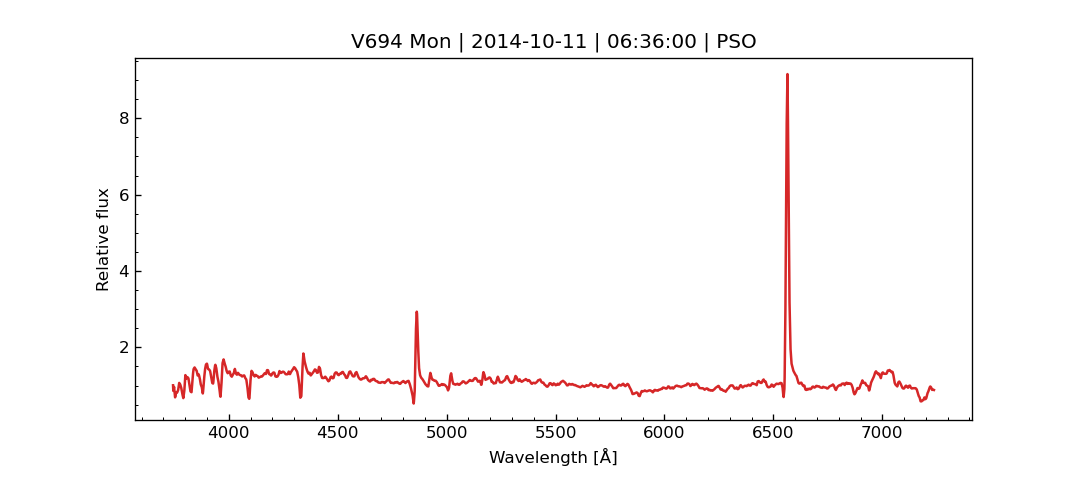 V694 Mon | 2014-10-11 | 06:36:00 | PSO
8
6
4
2
Relative flux
4000 4500 5000 5500 6000 6500 7000
Wavelength [Å]